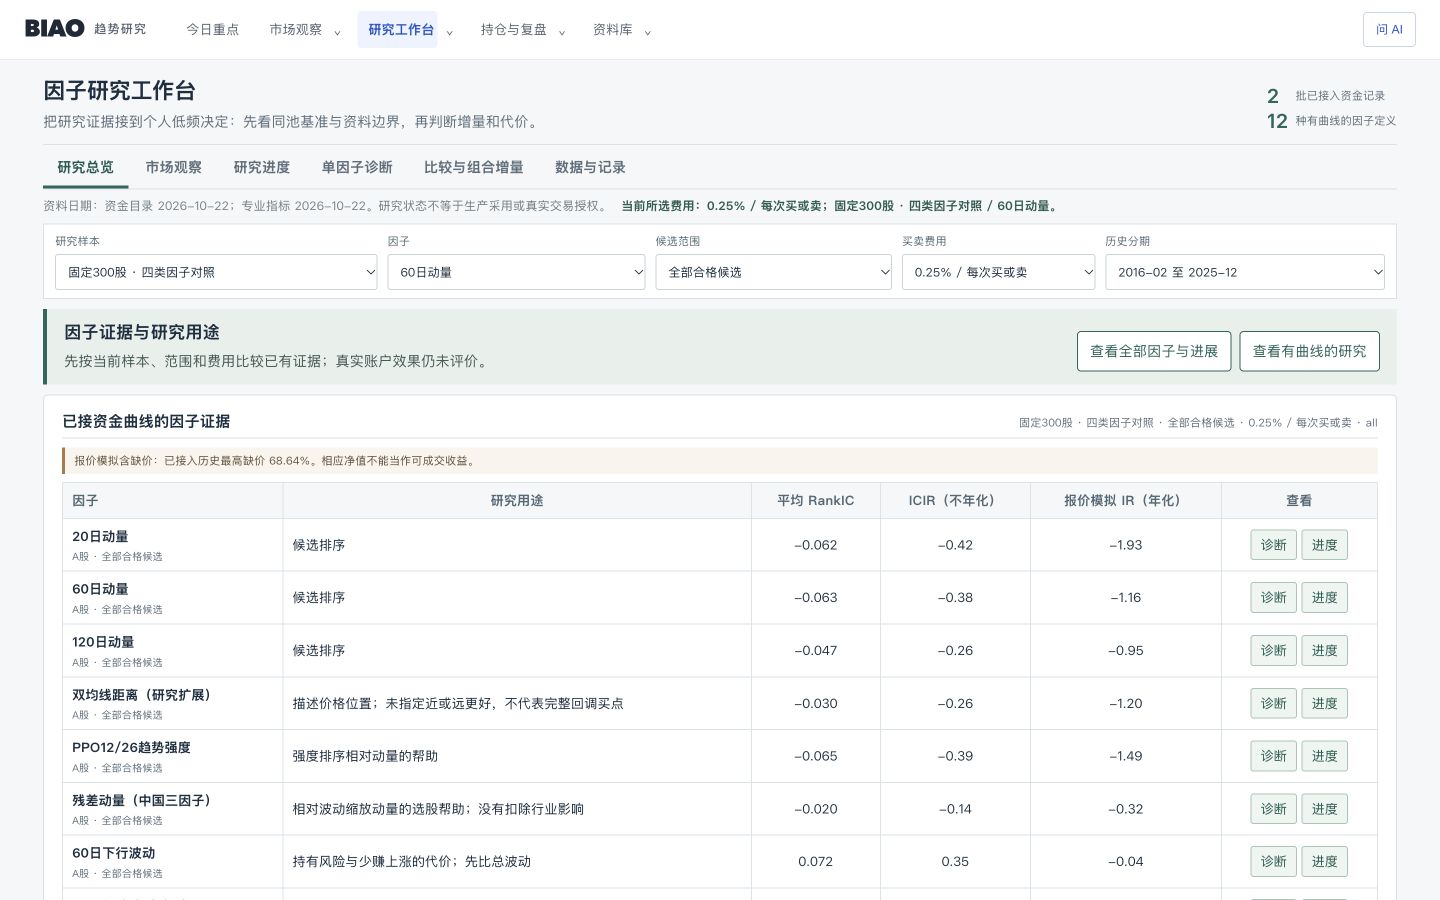 BIAO 趋势研究 今日重点 市场观察 研究工作台 持仓与复盘 资料库 问 AI
因子研究工作台
把研究证据接到个人低频决定：先看同池基准与资料边界，再判断增量和代价。
2 批已接入资金记录
12 种有曲线的因子定义
研究总览 市场观察 研究进度 单因子诊断 比较与组合增量 数据与记录
资料日期：资金目录 2026-10-22；专业指标 2026-10-22。研究状态不等于生产采用或真实交易授权。 当前所选费用：0.25% / 每次买或卖；固定300股 · 四类因子对照 / 60日动量。
研究样本 因子 候选范围 买卖费用 历史分期
固定300股 · 四类因子对照 60日动量 全部合格候选 0.25% / 每次买或卖 2016-02 至 2025-12
因子证据与研究用途
先按当前样本、范围和费用比较已有证据；真实账户效果仍未评价。
查看全部因子与进展 查看有曲线的研究
已接资金曲线的因子证据 固定300股 · 四类因子对照 · 全部合格候选 · 0.25% / 每次买或卖 · all
报价模拟含缺价：已接入历史最高缺价 68.64%。相应净值不能当作可成交收益。
因子 研究用途 平均 RankIC ICIR（不年化） 报价模拟 IR（年化） 查看
20日动量
A股 · 全部合格候选
候选排序 -0.062 -0.42 -1.93 诊断 进度
60日动量
A股 · 全部合格候选
候选排序 -0.063 -0.38 -1.16 诊断 进度
120日动量
A股 · 全部合格候选
候选排序 -0.047 -0.26 -0.95 诊断 进度
双均线距离（研究扩展）
A股 · 全部合格候选
描述价格位置；未指定近或远更好，不代表完整回调买点 -0.030 -0.26 -1.20 诊断 进度
PPO12/26趋势强度
A股 · 全部合格候选
强度排序相对动量的帮助 -0.065 -0.39 -1.49 诊断 进度
残差动量（中国三因子）
A股 · 全部合格候选
相对波动缩放动量的选股帮助；没有扣除行业影响 -0.020 -0.14 -0.32 诊断 进度
60日下行波动
A股 · 全部合格候选
持有风险与少赚上涨的代价；先比总波动 0.072 0.35 -0.04 诊断 进度